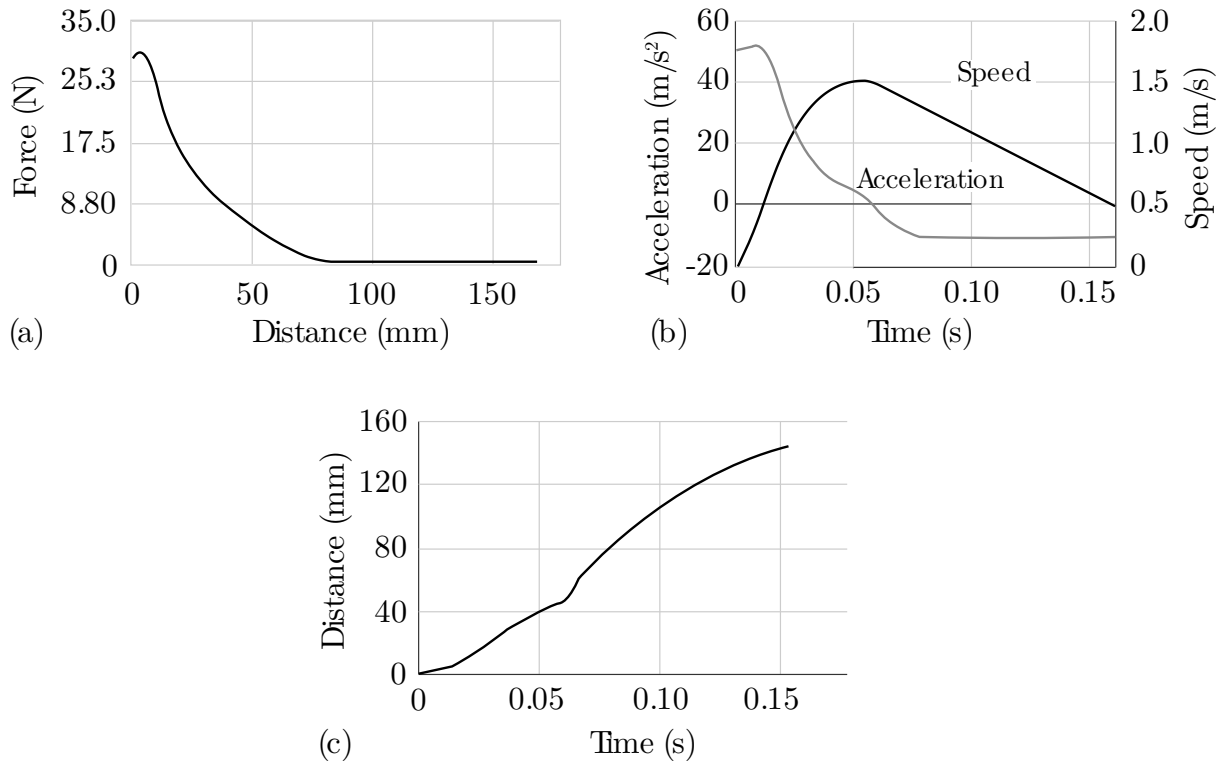 35.0
25.3
17.5
8.80
0
Force (N)
0 50 100 150
(a) Distance (mm)
60
40
20
0
-20
Acceleration (m/s²)
Speed
Acceleration
2.0
1.5
1.0
0.5
0
Speed (m/s)
0 0.05 0.10 0.15
(b) Time (s)
160
120
80
40
0
Distance (mm)
0 0.05 0.10 0.15
(c) Time (s)